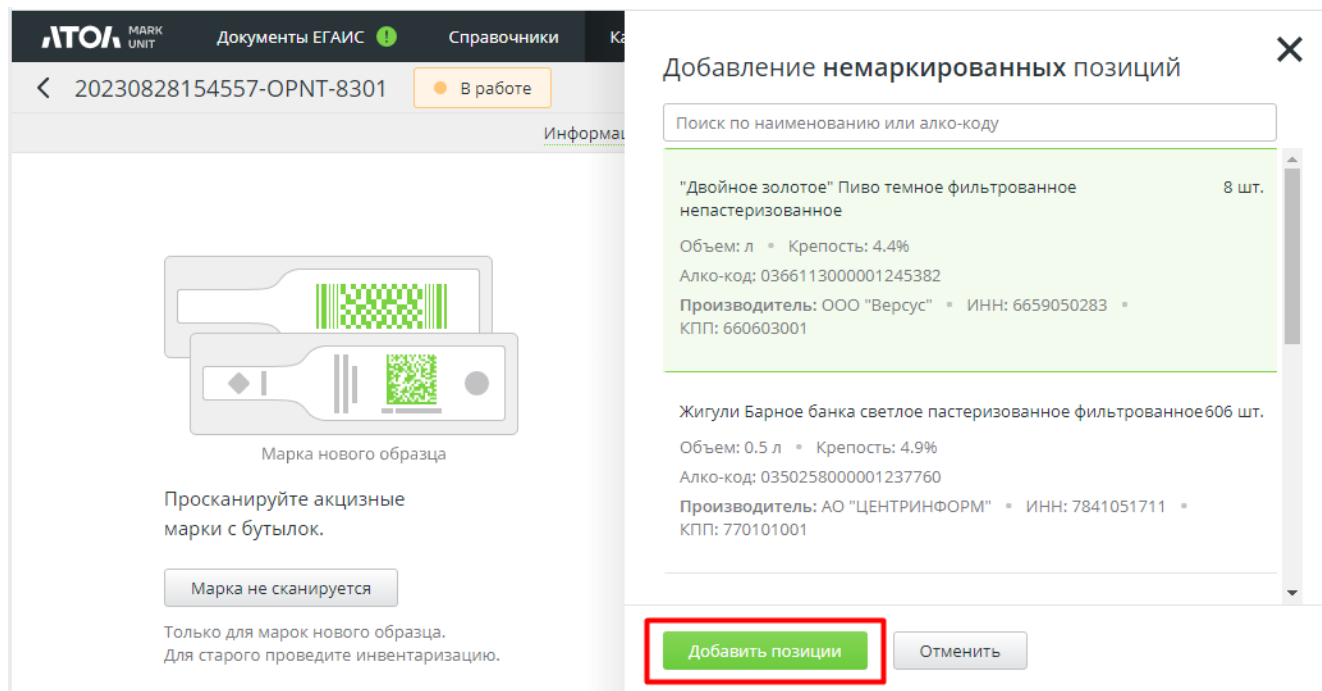 АТОЛ MARK UNIT
Документы ЕГАИС
Справочники
Ка
20230828154557-OPNT-8301
В работе
Информац
Марка нового образца
Просканируйте акцизные
марки с бутылок.
Марка не сканируется
Только для марок нового образца.
Для старого проведите инвентаризацию.
Добавление немаркированных позиций
Поиск по наименованию или алко-коду
"Двойное золотое" Пиво темное фильтрованное 8 шт.
непастеризованное
Объем: л • Крепость: 4.4%
Алко-код: 0366113000001245382
Производитель: ООО "Версус" • ИНН: 6659050283 •
КПП: 660603001
Жигули Барное банка светлое пастеризованное фильтрованное 606 шт.
Объем: 0.5 л • Крепость: 4.9%
Алко-код: 0350258000001237760
Производитель: АО "ЦЕНТРИНФОРМ" • ИНН: 7841051711 •
КПП: 770101001
Добавить позиции
Отменить